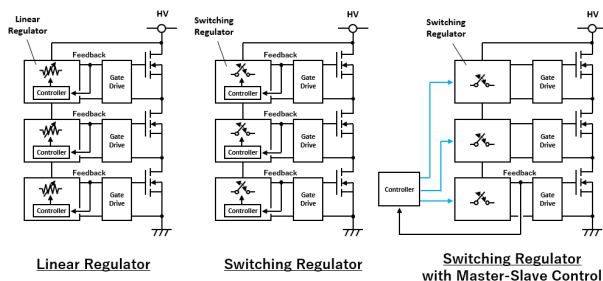 Linear
Regulator
HV
Feedback
Controller
Gate
Drive
Feedback
Controller
Gate
Drive
Feedback
Controller
Gate
Drive
Linear Regulator
Switching
Regulator
HV
Feedback
Controller
Gate
Drive
Feedback
Controller
Gate
Drive
Feedback
Controller
Gate
Drive
Switching Regulator
Switching
Regulator
HV
Gate
Drive
Gate
Drive
Controller
Feedback
Gate
Drive
Switching Regulator
with Master-Slave Control